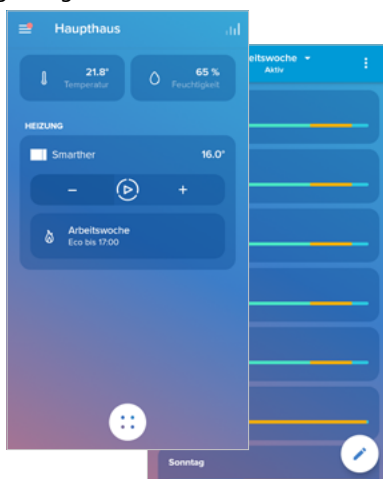 Haupthaus
21.8°
Temperatur
65 %
Feuchtigkeit
HEIZUNG
Smarther
16.0°
Arbeitswoche
Eco bis 17:00
eitswoche
Aktiv
Sonntag